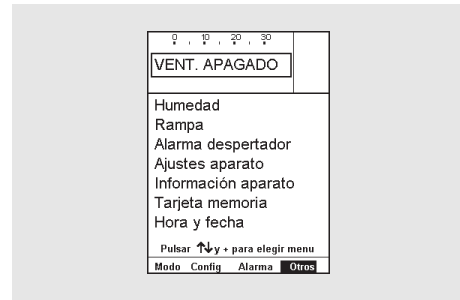 0 10 20 30
VENT. APAGADO
Humedad
Rampa
Alarma despertador
Ajustes aparato
Información aparato
Tarjeta memoria
Hora y fecha
Pulsar ↑↓y + para elegir menu
Modo Config Alarma Otros